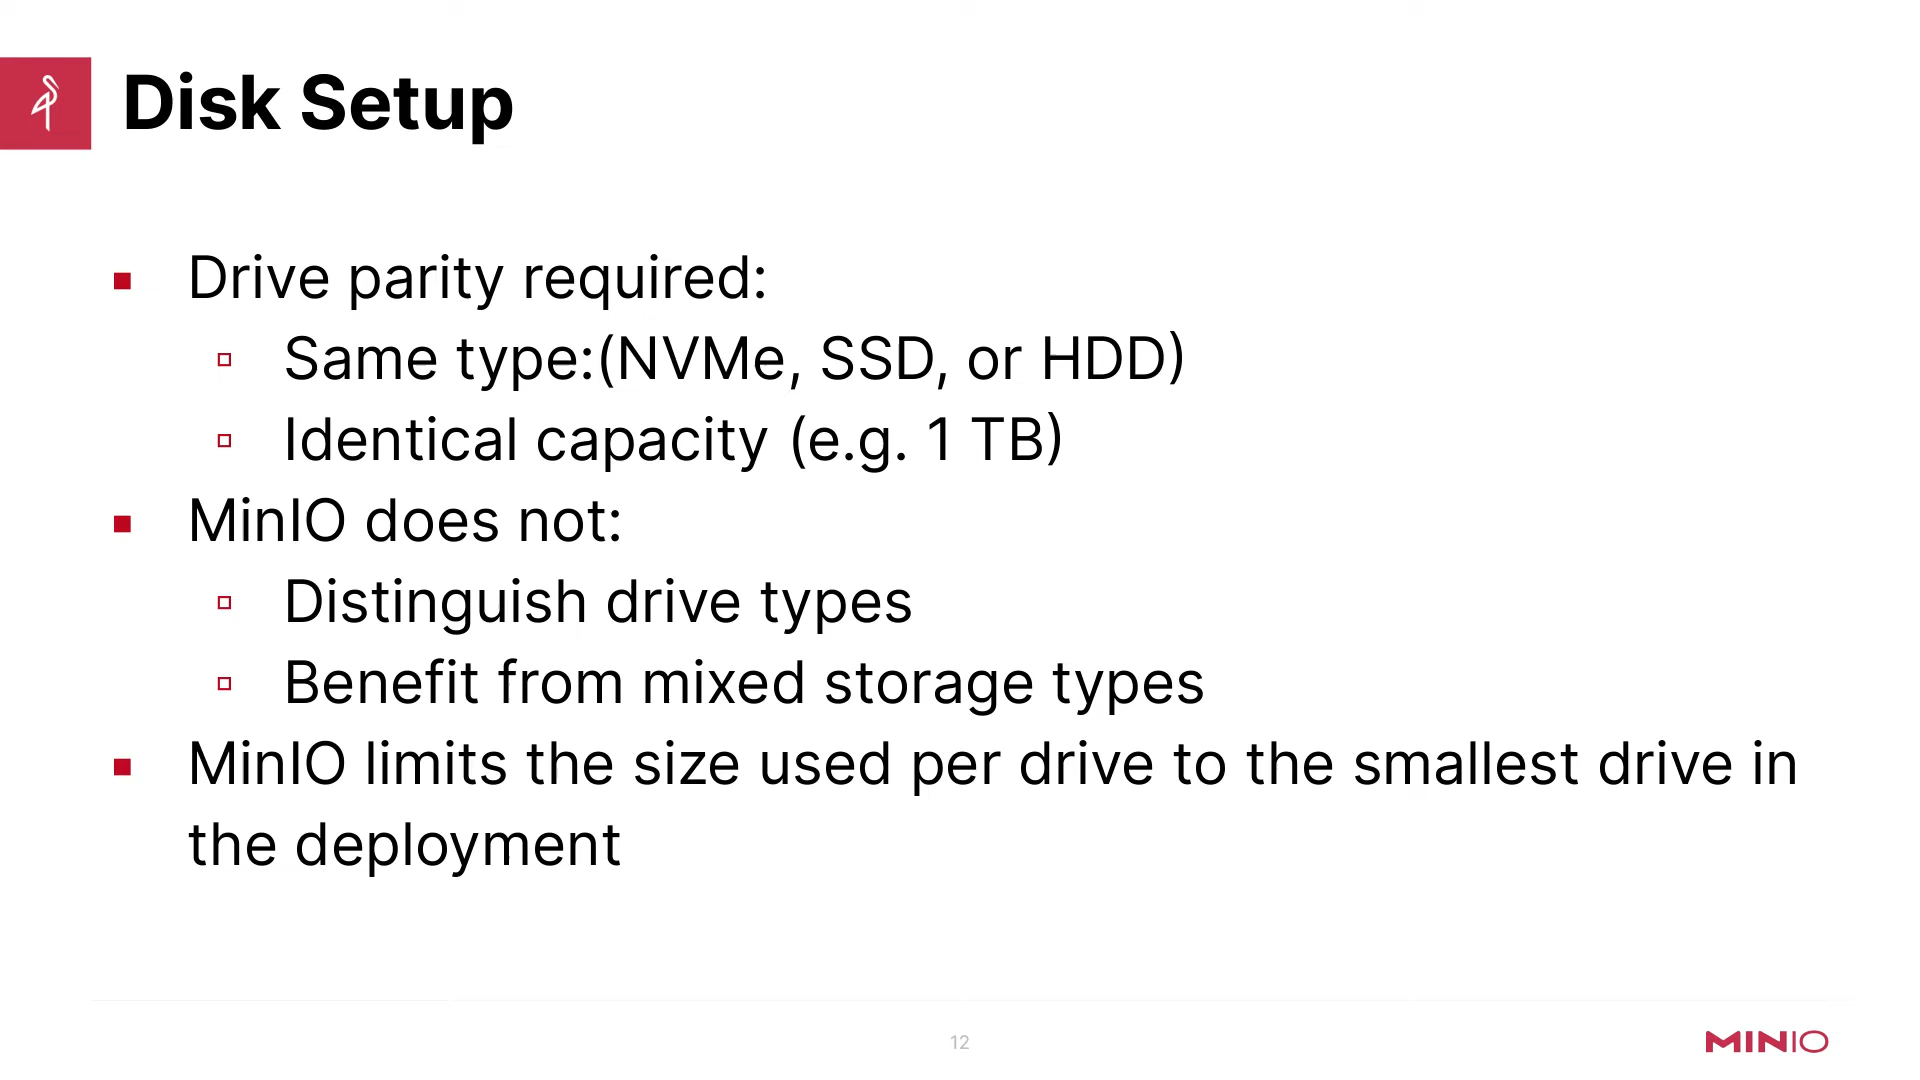 Disk Setup
Drive parity required:
Same type:(NVMe, SSD, or HDD)
Identical capacity (e.g. 1 TB)
MinIO does not:
Distinguish drive types
Benefit from mixed storage types
MinIO limits the size used per drive to the smallest drive in
the deployment
12
MINIO